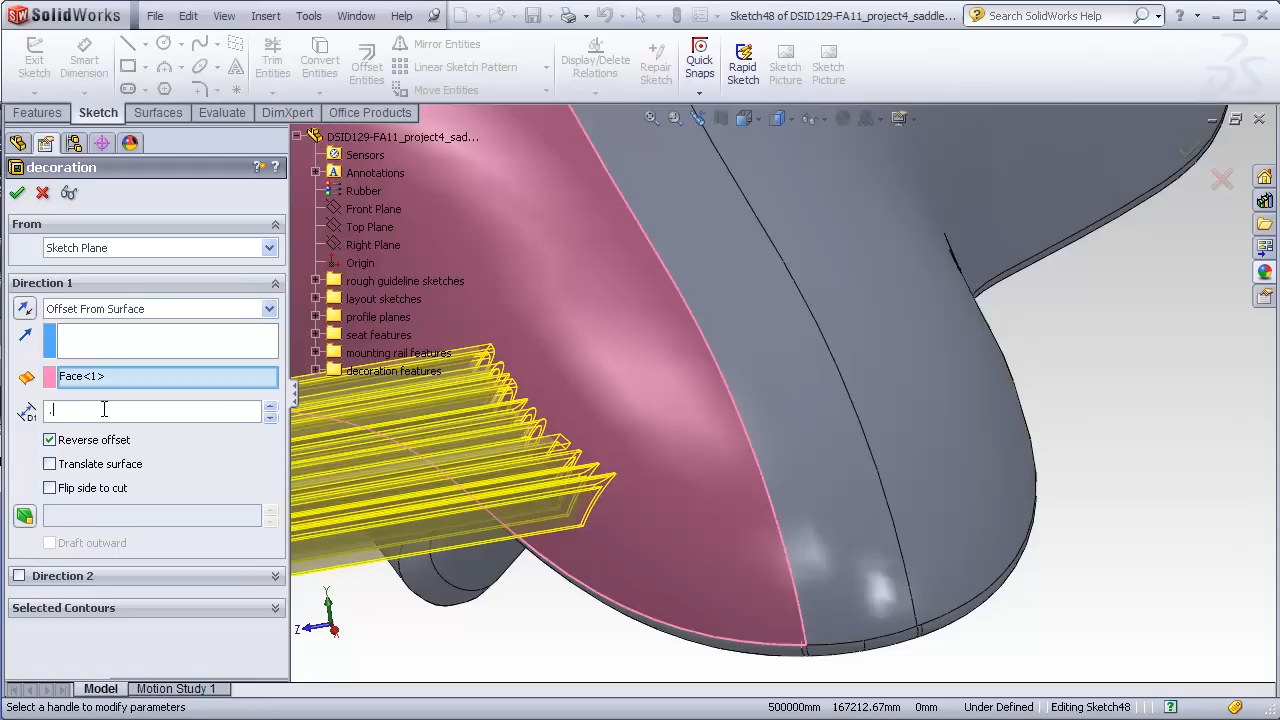 SolidWorks
File
Edit
View
Insert
Tools
Window
Help
Sketch48 of DSID129-FA11_project4_saddle...
Search SolidWorks Help
Exit Sketch
Smart Dimension
Trim Entities
Convert Entities
Offset Entities
Mirror Entities
Linear Sketch Pattern
Move Entities
Display/Delete Relations
Repair Sketch
Quick Snaps
Rapid Sketch
Sketch Picture
Sketch Picture
Features
Sketch
Surfaces
Evaluate
DimXpert
Office Products
decoration
From
Sketch Plane
Direction 1
Offset From Surface
Face<1>
D1
.
Reverse offset
Translate surface
Flip side to cut
Draft outward
Direction 2
Selected Contours
DSID129-FA11_project4_sad...
Sensors
Annotations
Rubber
Front Plane
Top Plane
Right Plane
Origin
rough guideline sketches
layout sketches
profile planes
seat features
mounting rail features
decoration features
Y
Z
Model
Motion Study 1
Select a handle to modify parameters
500000mm
167212.67mm
0mm
Under Defined
Editing Sketch48